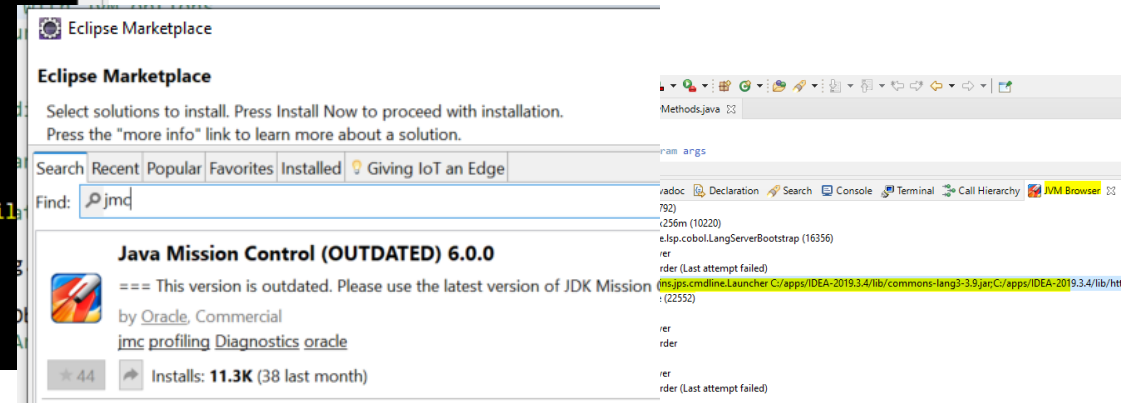 Eclipse Marketplace
Eclipse Marketplace
Select solutions to install. Press Install Now to proceed with installation.
Press the "more info" link to learn more about a solution.
Search Recent Popular Favorites Installed Giving IoT an Edge
Find: jmc
Java Mission Control (OUTDATED) 6.0.0
=== This version is outdated. Please use the latest version of JDK Mission
by Oracle, Commercial
jmc profiling Diagnostics oracle
44 Installs: 11.3K (38 last month)
Methods.java
ram args
vadoc Declaration Search Console Terminal Call Hierarchy JVM Browser
792)
256m (10220)
e.lsp.cobol.LangServerBootstrap (16356)
ver
rder (Last attempt failed)
ins.jps.cmdline.Launcher C:/apps/IDEA-2019.3.4/lib/commons-lang3-3.9.jar;C:/apps/IDEA-2019.3.4/lib/htt
e (22552)
ver
rder
ver
rder (Last attempt failed)